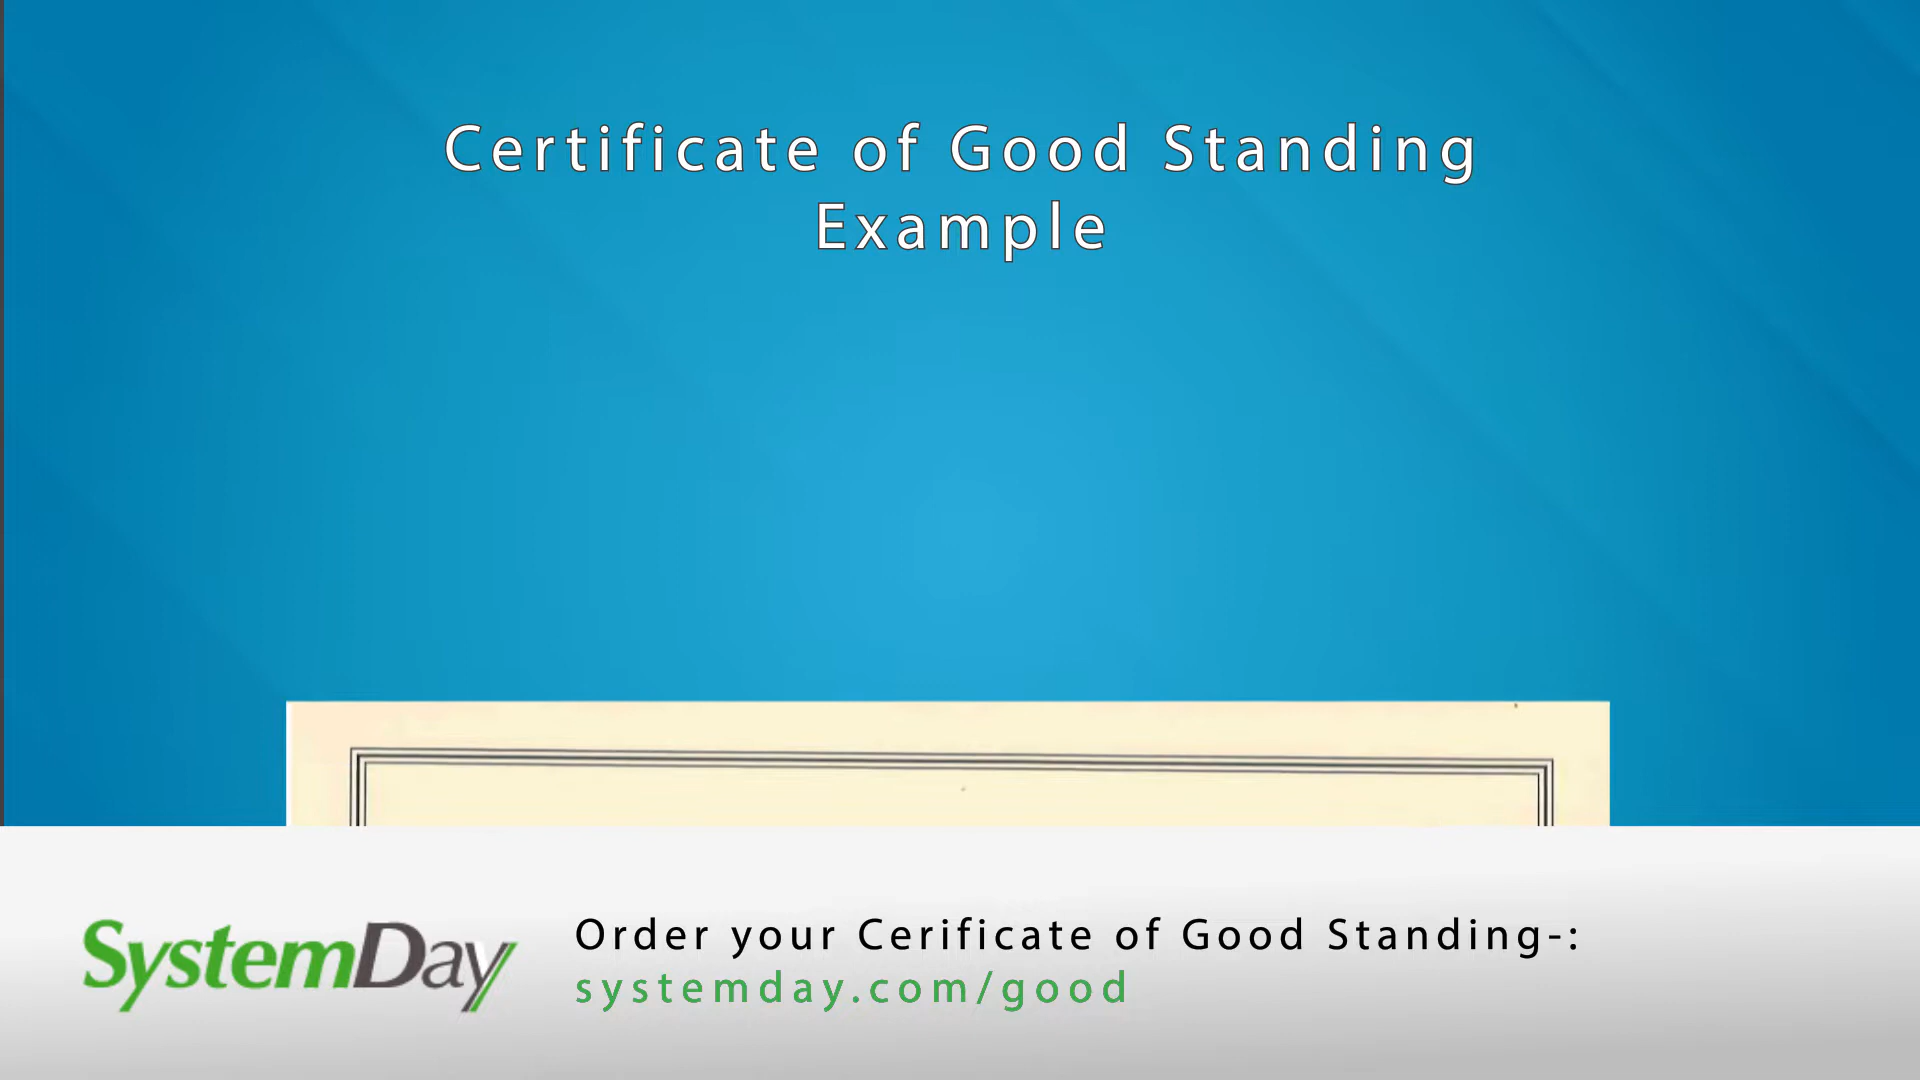 Certificate of Good Standing
Example
SystemDay
Order your Cerificate of Good Standing-:
systemday.com/good